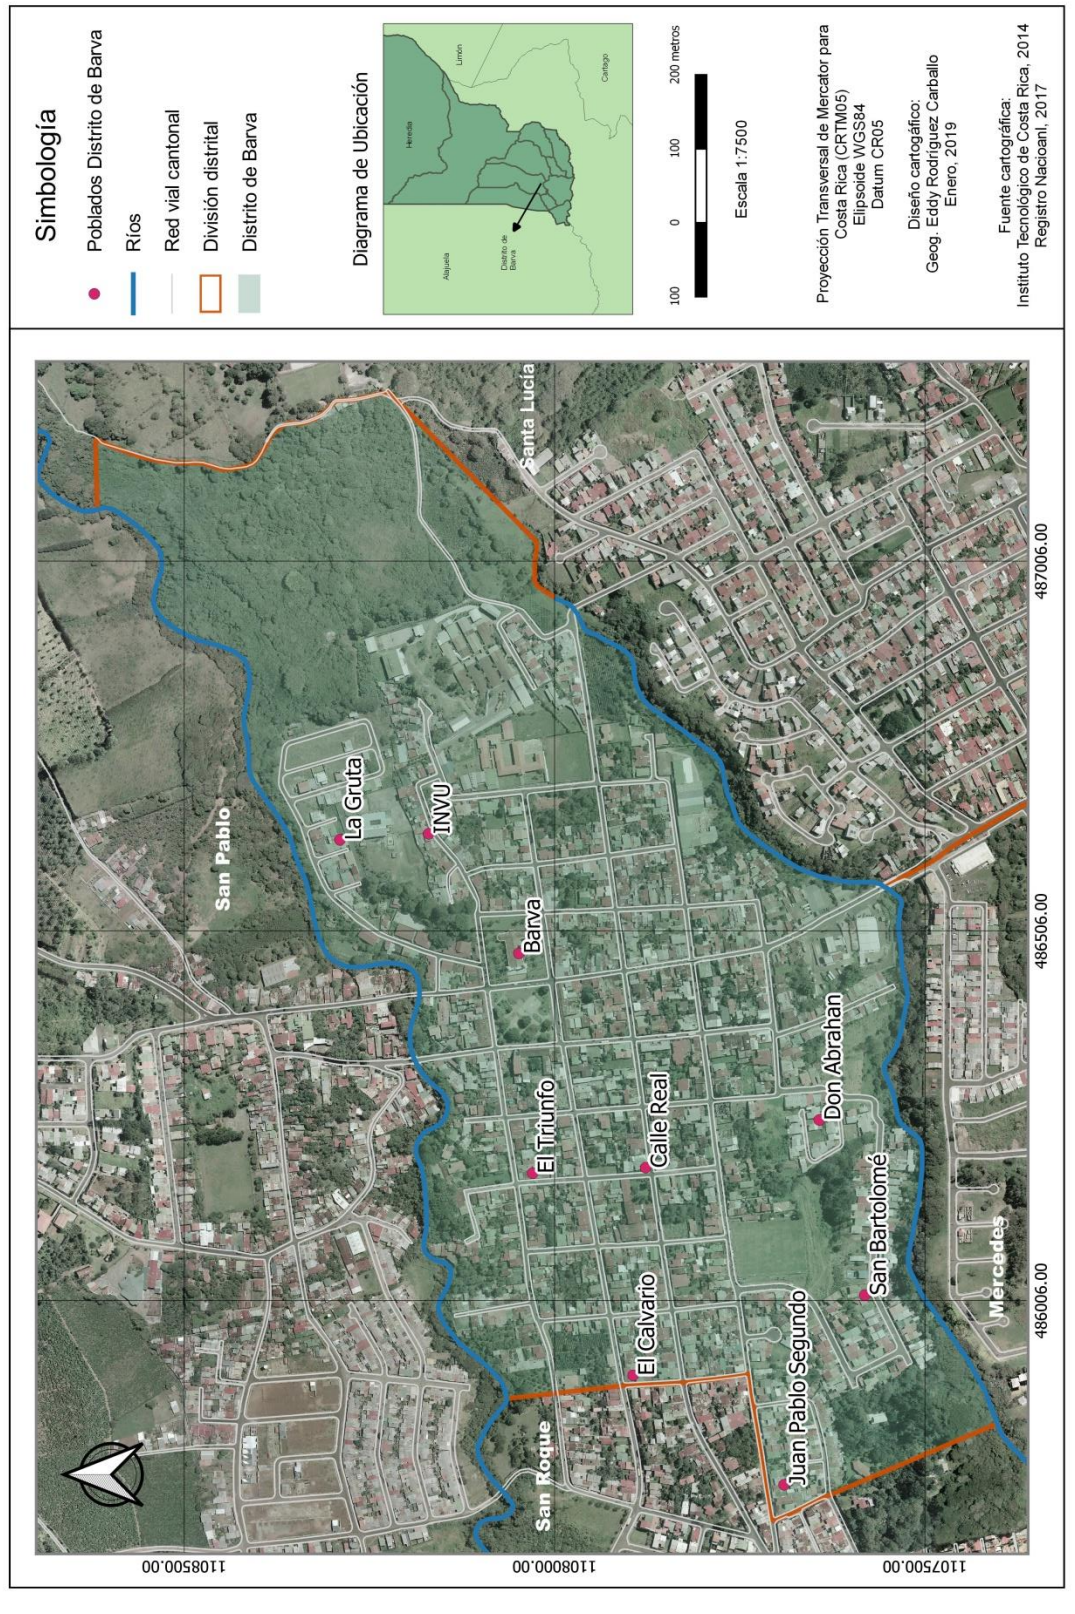 San Pablo
Santa Lucía
La Gruta
INVU
Barva
El Triunfo
Calle Real
Don Abrahan
San Bartolomé
El Calvario
Juan Pablo Segundo
San Roque
Mercedes
1108500.00
1108000.00
1107500.00
486006.00
486506.00
487006.00
Simbología
Poblados Distrito de Barva
Ríos
Red vial cantonal
División distrital
Distrito de Barva
Diagrama de Ubicación
Heredia
Limón
Cartago
Alajuela
Distrito de
Barva
100 0 100 200 metros
Escala 1:7500
Proyección Transversal de Mercator para
Costa Rica (CRTM05)
Elipsoide WGS84
Datum CR05
Diseño cartogáfico:
Geog. Eddy Rodríguez Carballo
Enero, 2019
Fuente cartográfica:
Instituto Tecnológico de Costa Rica, 2014
Registro Nacioanl, 2017